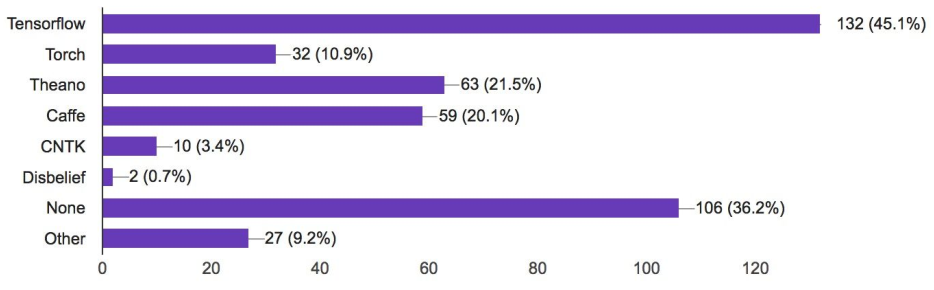 Tensorflow 132 (45.1%)
Torch 32 (10.9%)
Theano 63 (21.5%)
Caffe 59 (20.1%)
CNTK 10 (3.4%)
Disbelief 2 (0.7%)
None 106 (36.2%)
Other 27 (9.2%)
0 20 40 60 80 100 120